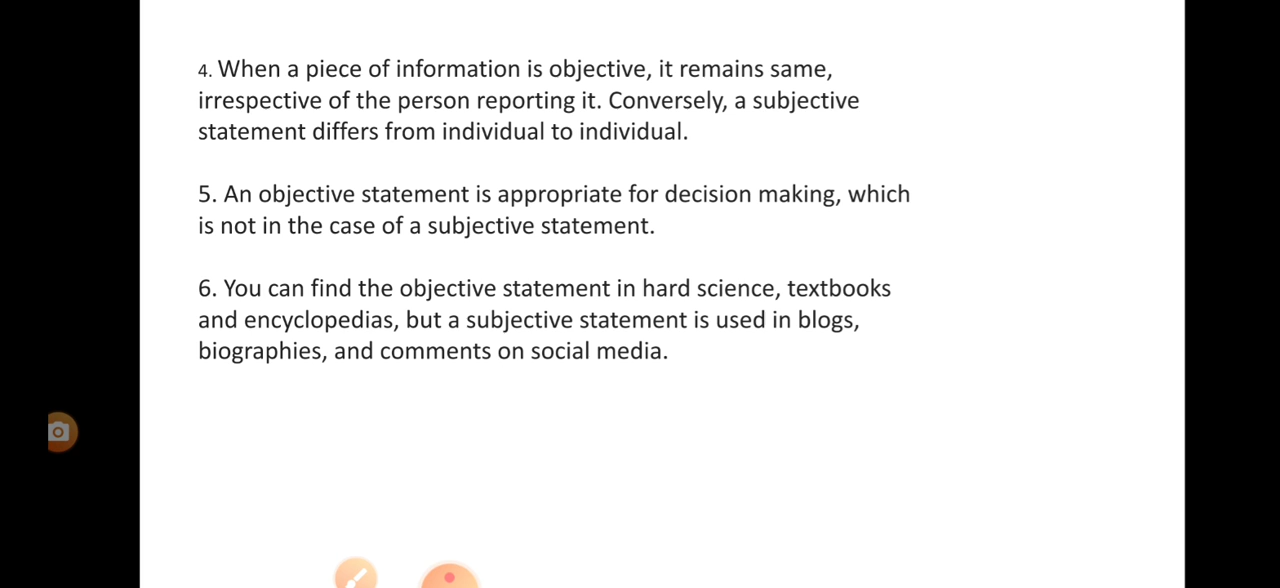 4. When a piece of information is objective, it remains same,
irrespective of the person reporting it. Conversely, a subjective
statement differs from individual to individual.
5. An objective statement is appropriate for decision making, which
is not in the case of a subjective statement.
6. You can find the objective statement in hard science, textbooks
and encyclopedias, but a subjective statement is used in blogs,
biographies, and comments on social media.